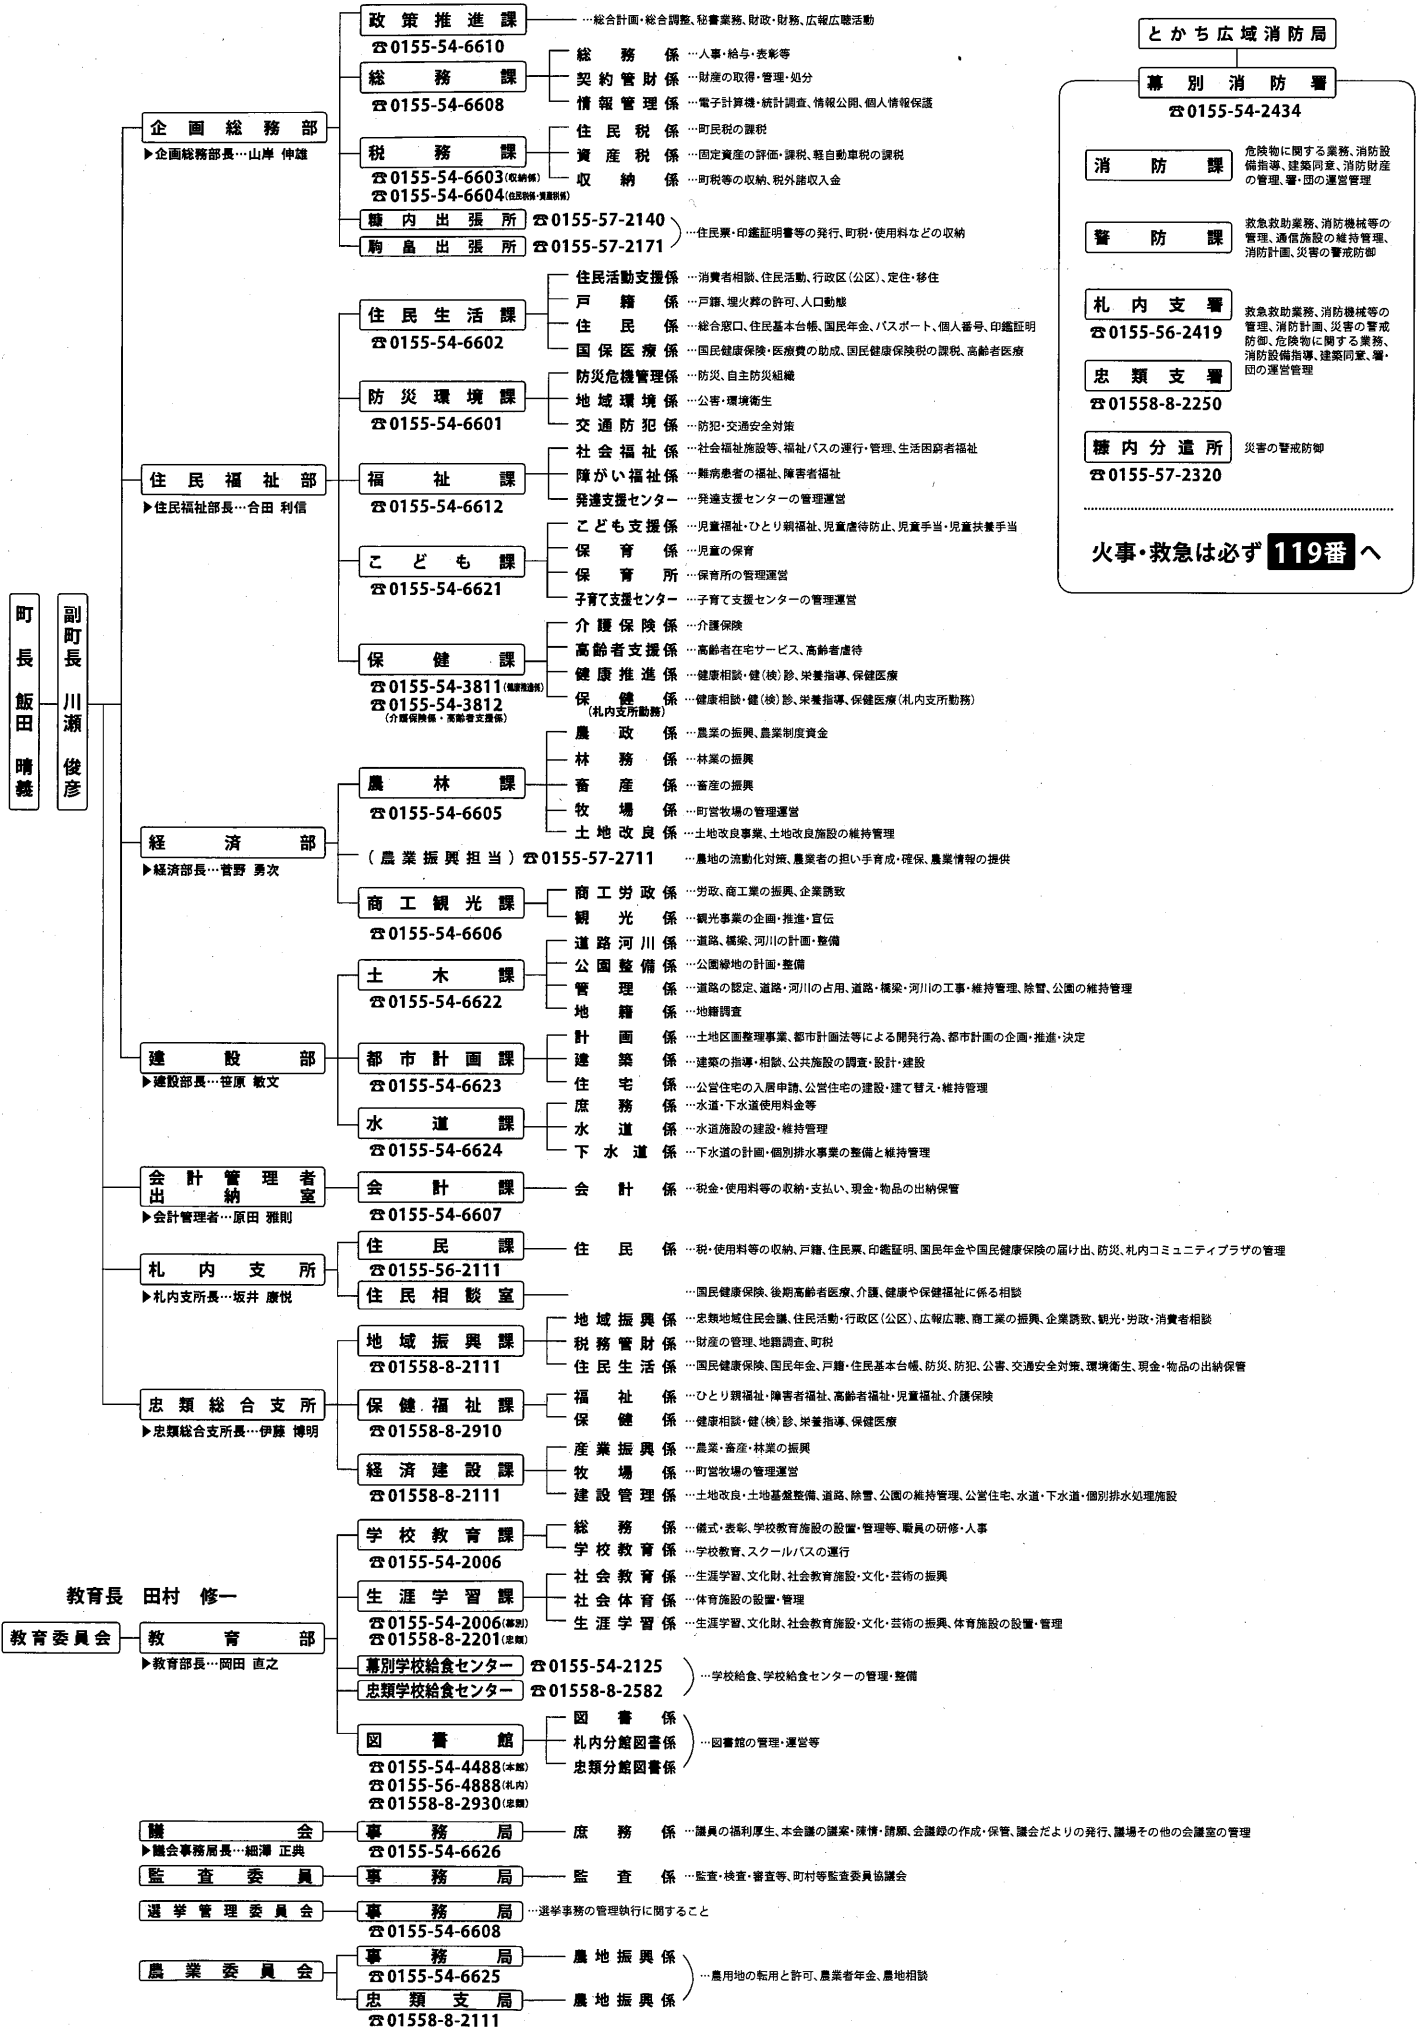 町長 飯田 晴義
副町長 川瀬 俊彦
企画総務部
▶企画総務部長…山岸 伸雄
政策推進課 …総合計画・総合調整、秘書業務、財政・財務、広報広聴活動
☎0155-54-6610
総務課
☎0155-54-6608
総務係 …人事・給与・表彰等
契約管財係 …財産の取得・管理・処分
情報管理係 …電子計算機・統計調査、情報公開、個人情報保護
税務課
☎0155-54-6603(収納係)
☎0155-54-6604(住民税係・資産税係)
住民税係 …町民税の課税
資産税係 …固定資産の評価・課税、軽自動車税の課税
収納係 …町税等の収納、税外諸収入金
糠内出張所 ☎0155-57-2140
駒畠出張所 ☎0155-57-2171
…住民票・印鑑証明書等の発行、町税・使用料などの収納
住民福祉部
▶住民福祉部長…合田 利信
住民生活課
☎0155-54-6602
住民活動支援係 …消費者相談、住民活動、行政区(公区)、定住・移住
戸籍係 …戸籍、埋火葬の許可、人口動態
住民係 …総合窓口、住民基本台帳、国民年金、パスポート、個人番号、印鑑証明
国保医療係 …国民健康保険・医療費の助成、国民健康保険税の課税、高齢者医療
防災環境課
☎0155-54-6601
防災危機管理係 …防災、自主防災組織
地域環境係 …公害・環境衛生
交通防犯係 …防犯・交通安全対策
福祉課
☎0155-54-6612
社会福祉係 …社会福祉施設等、福祉バスの運行・管理、生活困窮者福祉
障がい福祉係 …難病患者の福祉、障害者福祉
発達支援センター …発達支援センターの管理運営
こども課
☎0155-54-6621
こども支援係 …児童福祉・ひとり親福祉、児童虐待防止、児童手当・児童扶養手当
保育係 …児童の保育
保育所 …保育所の管理運営
子育て支援センター …子育て支援センターの管理運営
保健課
☎0155-54-3811(健康推進係)
☎0155-54-3812
(介護保険係・高齢者支援係)
介護保険係 …介護保険
高齢者支援係 …高齢者在宅サービス、高齢者虐待
健康推進係 …健康相談・健(検)診、栄養指導、保健医療
保健係 …健康相談・健(検)診、栄養指導、保健医療(札内支所勤務)
(札内支所勤務)
経済部
▶経済部長…菅野 勇次
農林課
☎0155-54-6605
農政係 …農業の振興、農業制度資金
林務係 …林業の振興
畜産係 …畜産の振興
牧場係 …町営牧場の管理運営
土地改良係 …土地改良事業、土地改良施設の維持管理
(農業振興担当)☎0155-57-2711 …農地の流動化対策、農業者の担い手育成・確保、農業情報の提供
商工観光課
☎0155-54-6606
商工労政係 …労政、商工業の振興、企業誘致
観光係 …観光事業の企画・推進・宣伝
建設部
▶建設部長…笹原 敏文
土木課
☎0155-54-6622
道路河川係 …道路、橋梁、河川の計画・整備
公園整備係 …公園緑地の計画・整備
管理係 …道路の認定、道路・河川の占用、道路・橋梁・河川の工事・維持管理、除雪、公園の維持管理
地籍係 …地籍調査
都市計画課
☎0155-54-6623
計画係 …土地区画整理事業、都市計画法等による開発行為、都市計画の企画・推進・決定
建築係 …建築の指導・相談、公共施設の調査・設計・建設
住宅係 …公営住宅の入居申請、公営住宅の建設・建て替え・維持管理
水道課
☎0155-54-6624
庶務係 …水道・下水道使用料金等
水道係 …水道施設の建設・維持管理
下水道係 …下水道の計画・個別排水事業の整備と維持管理
会計管理者
出納室
▶会計管理者…原田 雅則
会計課
☎0155-54-6607
会計係 …税金・使用料等の収納・支払い、現金・物品の出納保管
札内支所
▶札内支所長…坂井 康悦
住民課
☎0155-56-2111
住民係 …税・使用料等の収納、戸籍、住民票、印鑑証明、国民年金や国民健康保険の届け出、防災、札内コミュニティプラザの管理
住民相談室 …国民健康保険、後期高齢者医療、介護、健康や保健福祉に係る相談
忠類総合支所
▶忠類総合支所長…伊藤 博明
地域振興課
☎01558-8-2111
地域振興係 …忠類地域住民会議、住民活動・行政区(公区)、広報広聴、商工業の振興、企業誘致、観光・労政・消費者相談
税務管財係 …財産の管理、地籍調査、町税
住民生活係 …国民健康保険、国民年金、戸籍・住民基本台帳、防災、防犯、公害、交通安全対策、環境衛生、現金・物品の出納保管
保健福祉課
☎01558-8-2910
福祉係 …ひとり親福祉・障害者福祉、高齢者福祉・児童福祉、介護保険
保健係 …健康相談・健(検)診、栄養指導、保健医療
経済建設課
☎01558-8-2111
産業振興係 …農業・畜産・林業の振興
牧場係 …町営牧場の管理運営
建設管理係 …土地改良・土地基盤整備、道路、除雪、公園の維持管理、公営住宅、水道・下水道・個別排水処理施設
教育長 田村 修一
教育委員会
教育部
▶教育部長…岡田 直之
学校教育課
☎0155-54-2006
総務係 …儀式・表彰、学校教育施設の設置・管理等、職員の研修・人事
学校教育係 …学校教育、スクールバスの運行
生涯学習課
☎0155-54-2006(幕別)
☎01558-8-2201(忠類)
社会教育係 …生涯学習、文化財、社会教育施設・文化・芸術の振興
社会体育係 …体育施設の設置・管理
生涯学習係 …生涯学習、文化財、社会教育施設・文化・芸術の振興、体育施設の設置・管理
幕別学校給食センター ☎0155-54-2125
忠類学校給食センター ☎01558-8-2582
…学校給食、学校給食センターの管理・整備
図書館
☎0155-54-4488(本館)
☎0155-56-4888(札内)
☎01558-8-2930(忠類)
図書係
札内分館図書係
忠類分館図書係
…図書館の管理・運営等
議会
▶議会事務局長…細澤 正典
事務局
☎0155-54-6626
庶務係 …議員の福利厚生、本会議の議案・陳情・請願、会議録の作成・保管、議会だよりの発行、議場その他の会議室の管理
監査委員 事務局 監査係 …監査・検査・審査等、町村等監査委員協議会
選挙管理委員会 事務局 …選挙事務の管理執行に関すること
☎0155-54-6608
農業委員会
事務局 農地振興係
☎0155-54-6625
忠類支局 農地振興係
☎01558-8-2111
…農用地の転用と許可、農業者年金、農地相談
とかち広域消防局
幕別消防署
☎0155-54-2434
消防課
危険物に関する業務、消防設
備指導、建築同意、消防財産
の管理、署・団の運営管理
警防課
救急救助業務、消防機械等の
管理、通信施設の維持管理、
消防計画、災害の警戒防御
札内支署
☎0155-56-2419
忠類支署
☎01558-8-2250
救急救助業務、消防機械等の
管理、消防計画、災害の警戒
防御、危険物に関する業務、
消防設備指導、建築同意、署・
団の運営管理
糠内分遣所 災害の警戒防御
☎0155-57-2320
火事・救急は必ず119番へ